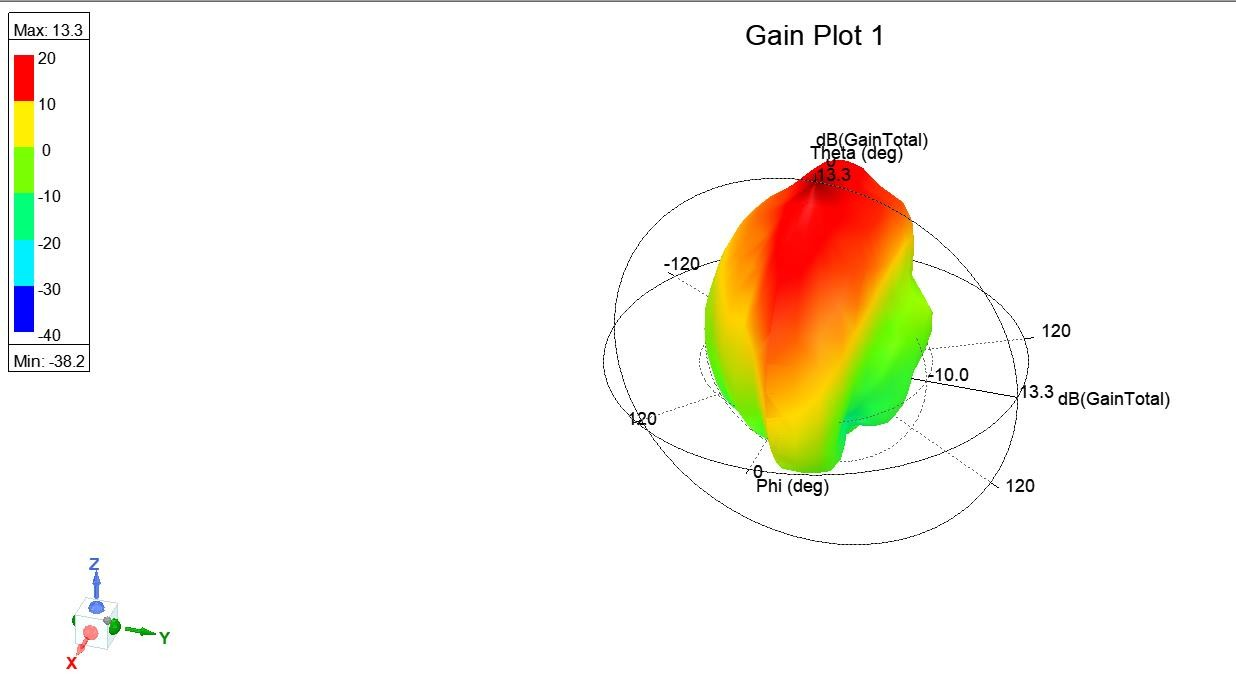 Max: 13.3
20
10
0
-10
-20
-30
-40
Min: -38.2
Gain Plot 1
dB(GainTotal)
Theta (deg)
0
13.3
-120
120
-10.0
13.3 dB(GainTotal)
120
0
Phi (deg)
120
Z
Y
X